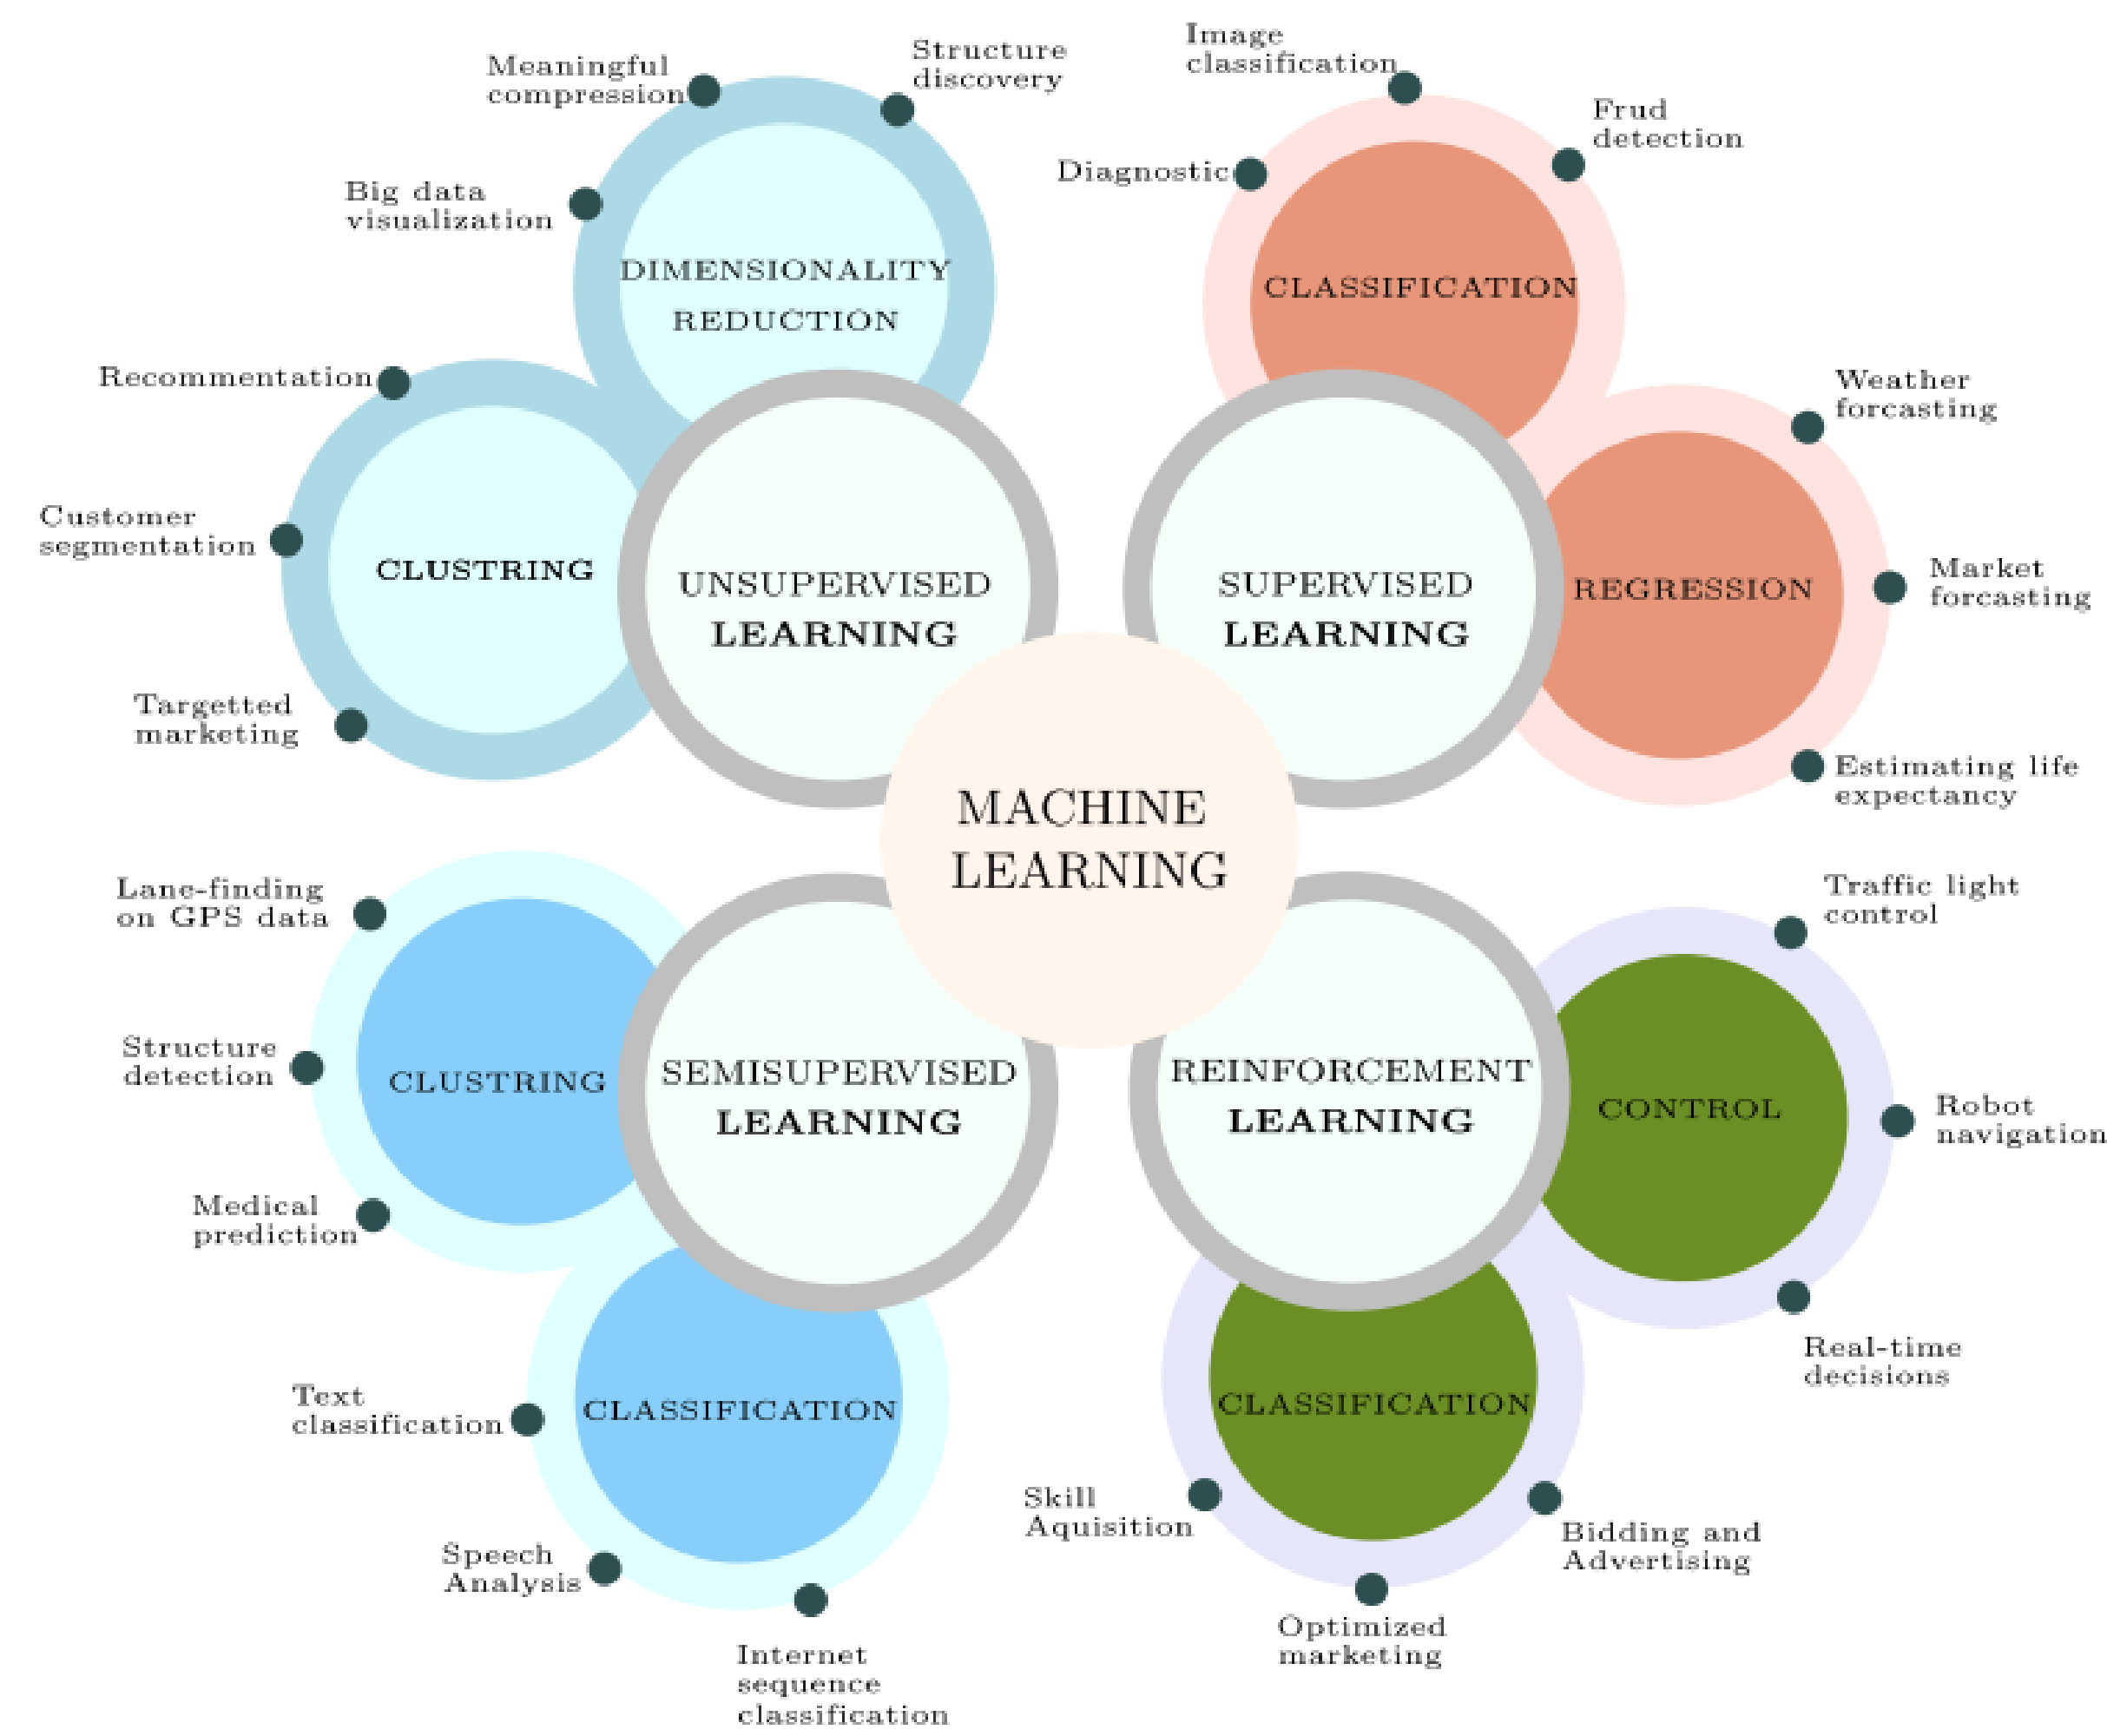 Meaningful
compression
Structure
discovery
Big data
visualization
DIMENSIONALITY
REDUCTION
Recommentation
Customer
segmentation
CLUSTRING
Targetted
marketing
UNSUPERVISED
LEARNING
Image
classification
Frud
detection
Diagnostic
CLASSIFICATION
Weather
forcasting
Market
forcasting
REGRESSION
Estimating life
expectancy
SUPERVISED
LEARNING
MACHINE
LEARNING
Lane-finding
on GPS data
Structure
detection
CLUSTRING
Medical
prediction
SEMISUPERVISED
LEARNING
Text
classification
CLASSIFICATION
Speech
Analysis
Internet
sequence
classification
REINFORCEMENT
LEARNING
Traffic light
control
CONTROL
Robot
navigation
Real-time
decisions
CLASSIFICATION
Skill
Aquisition
Bidding and
Advertising
Optimized
marketing